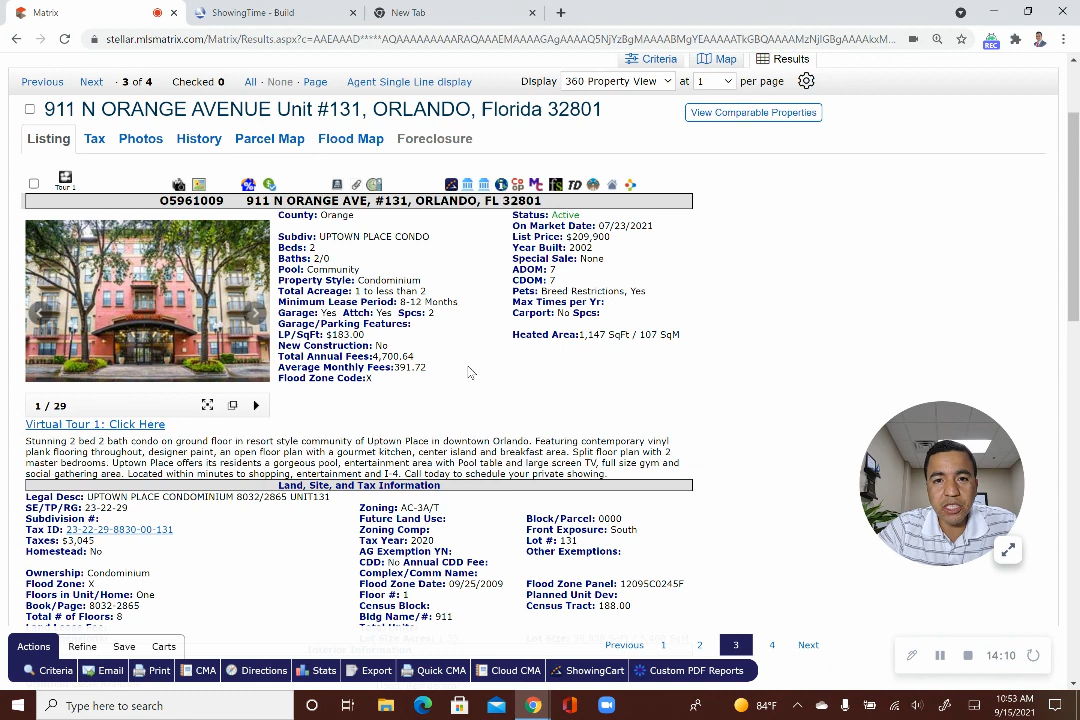 Matrix
ShowingTime - Build
New Tab
stellar.mlsmatrix.com/Matrix/Results.aspx?c=AAEAAAD*****AQAAAAAAAAARAQAAAEMAAAAGAgAAAAQ5NjYzBgMAAAABMgYEAAAATkGBQAAAAMzNjIGBgAAAAkxM...
REC
Criteria Map Results
Previous Next · 3 of 4 Checked 0 All · None · Page Agent Single Line display Display 360 Property View at 1 per page
911 N ORANGE AVENUE Unit #131, ORLANDO, Florida 32801
View Comparable Properties
Listing Tax Photos History Parcel Map Flood Map Foreclosure
Tour 1
O5961009 911 N ORANGE AVE, #131, ORLANDO, FL 32801
County: Orange Status: Active
On Market Date: 07/23/2021
Subdiv: UPTOWN PLACE CONDO List Price: $209,900
Beds: 2 Year Built: 2002
Baths: 2/0 Special Sale: None
Pool: Community ADOM: 7
Property Style: Condominium CDOM: 7
Total Acreage: 1 to less than 2 Pets: Breed Restrictions, Yes
Minimum Lease Period: 8-12 Months Max Times per Yr:
Garage: Yes Attch: Yes Spcs: 2 Carport: No Spcs:
Garage/Parking Features:
LP/SqFt: $183.00 Heated Area:1,147 SqFt / 107 SqM
New Construction: No
Total Annual Fees:4,700.64
Average Monthly Fees:391.72
Flood Zone Code:X
1 / 29
Virtual Tour 1: Click Here
Stunning 2 bed 2 bath condo on ground floor in resort style community of Uptown Place in downtown Orlando. Featuring contemporary vinyl
plank flooring throughout, designer paint, an open floor plan with a gourmet kitchen, center island and breakfast area. Split floor plan with 2
master bedrooms. Uptown Place offers its residents a gorgeous pool, entertainment area with Pool table and large screen TV, full size gym and
social gathering area. Located within minutes to shopping, entertainment and I-4. Call today to schedule your private showing.
Land, Site, and Tax Information
Legal Desc: UPTOWN PLACE CONDOMINIUM 8032/2865 UNIT131
SE/TP/RG: 23-22-29 Zoning: AC-3A/T
Subdivision #: Future Land Use: Block/Parcel: 0000
Tax ID: 23-22-29-8830-00-131 Zoning Comp: Front Exposure: South
Taxes: $3,045 Tax Year: 2020 Lot #: 131
Homestead: No AG Exemption YN: Other Exemptions:
CDD: No Annual CDD Fee:
Ownership: Condominium Complex/Comm Name:
Flood Zone: X Flood Zone Date: 09/25/2009 Flood Zone Panel: 12095C0245F
Floors in Unit/Home: One Floor #: 1 Planned Unit Dev:
Book/Page: 8032-2865 Census Block: Census Tract: 188.00
Total # of Floors: 8 Bldg Name/#: 911
Interior Information
Actions Refine Save Carts Previous 1 2 3 4 Next
Criteria Email Print CMA Directions Stats Export Quick CMA Cloud CMA ShowingCart Custom PDF Reports
14:10
Type here to search
84°F
10:53 AM
9/15/2021